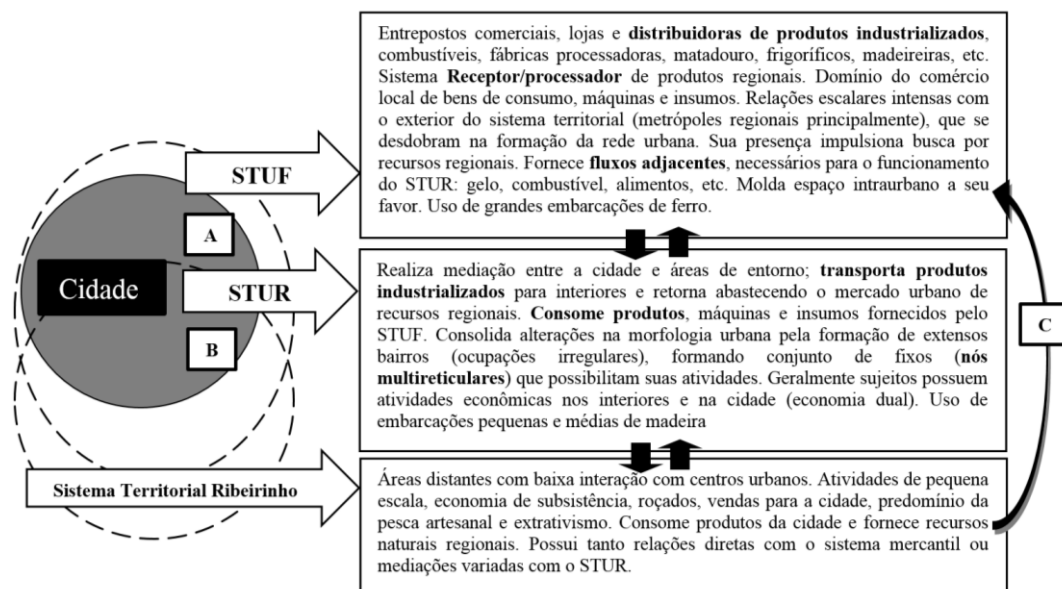 Entrepostos comerciais, lojas e distribuidoras de produtos industrializados,
combustíveis, fábricas processadoras, matadouro, frigoríficos, madeireiras, etc.
Sistema Receptor/processador de produtos regionais. Domínio do comércio
local de bens de consumo, máquinas e insumos. Relações escalares intensas com
o exterior do sistema territorial (metrópoles regionais principalmente), que se
desdobram na formação da rede urbana. Sua presença impulsiona busca por
recursos regionais. Fornece fluxos adjacentes, necessários para o funcionamento
do STUR: gelo, combustível, alimentos, etc. Molda espaço intraurbano a seu
favor. Uso de grandes embarcações de ferro.
STUF
A
Cidade
STUR
B
Realiza mediação entre a cidade e áreas de entorno; transporta produtos
industrializados para interiores e retorna abastecendo o mercado urbano de
recursos regionais. Consome produtos, máquinas e insumos fornecidos pelo
STUF. Consolida alterações na morfologia urbana pela formação de extensos
bairros (ocupações irregulares), formando conjunto de fixos (nós
multireticulares) que possibilitam suas atividades. Geralmente sujeitos possuem
atividades econômicas nos interiores e na cidade (economia dual). Uso de
embarcações pequenas e médias de madeira
C
Sistema Territorial Ribeirinho
Áreas distantes com baixa interação com centros urbanos. Atividades de pequena
escala, economia de subsistência, roçados, vendas para a cidade, predomínio da
pesca artesanal e extrativismo. Consome produtos da cidade e fornece recursos
naturais regionais. Possui tanto relações diretas com o sistema mercantil ou
mediações variadas com o STUR.